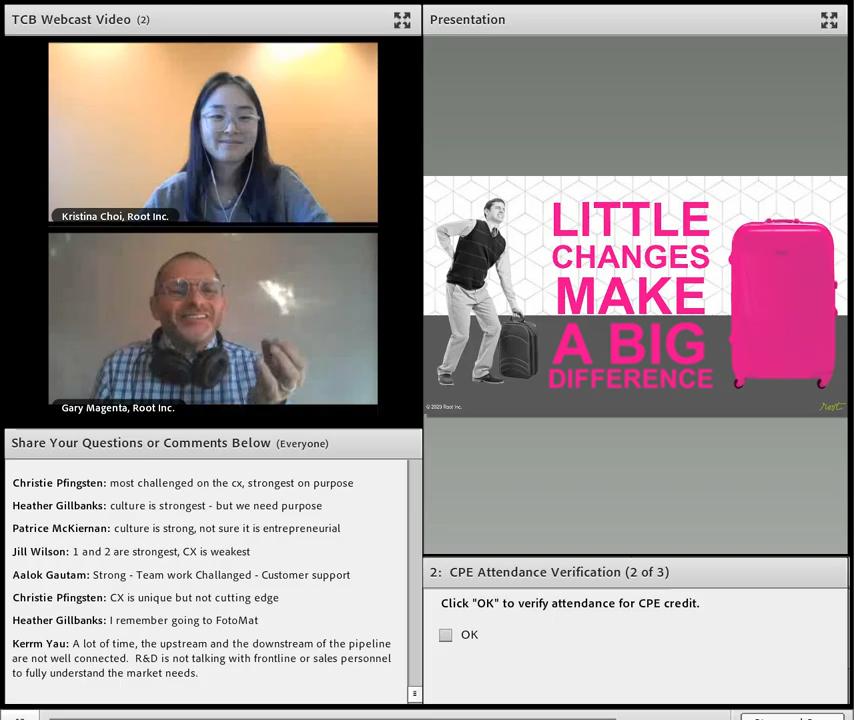 TCB Webcast Video (2)
Kristina Choi, Root Inc.
Gary Magenta, Root Inc.
Share Your Questions or Comments Below (Everyone)
Christie Pfingsten: most challenged on the cx, strongest on purpose
Heather Gillbanks: culture is strongest - but we need purpose
Patrice McKiernan: culture is strong, not sure it is entrepreneurial
Jill Wilson: 1 and 2 are strongest, CX is weakest
Aalok Gautam: Strong - Team work Challanged - Customer support
Christie Pfingsten: CX is unique but not cutting edge
Heather Gillbanks: I remember going to FotoMat
Kerrm Yau: A lot of time, the upstream and the downstream of the pipeline
are not well connected. R&D is not talking with frontline or sales personnel
to fully understand the market needs.
Presentation
LITTLE
CHANGES
MAKE
A BIG
DIFFERENCE
root
2: CPE Attendance Verification (2 of 3)
Click "OK" to verify attendance for CPE credit.
OK